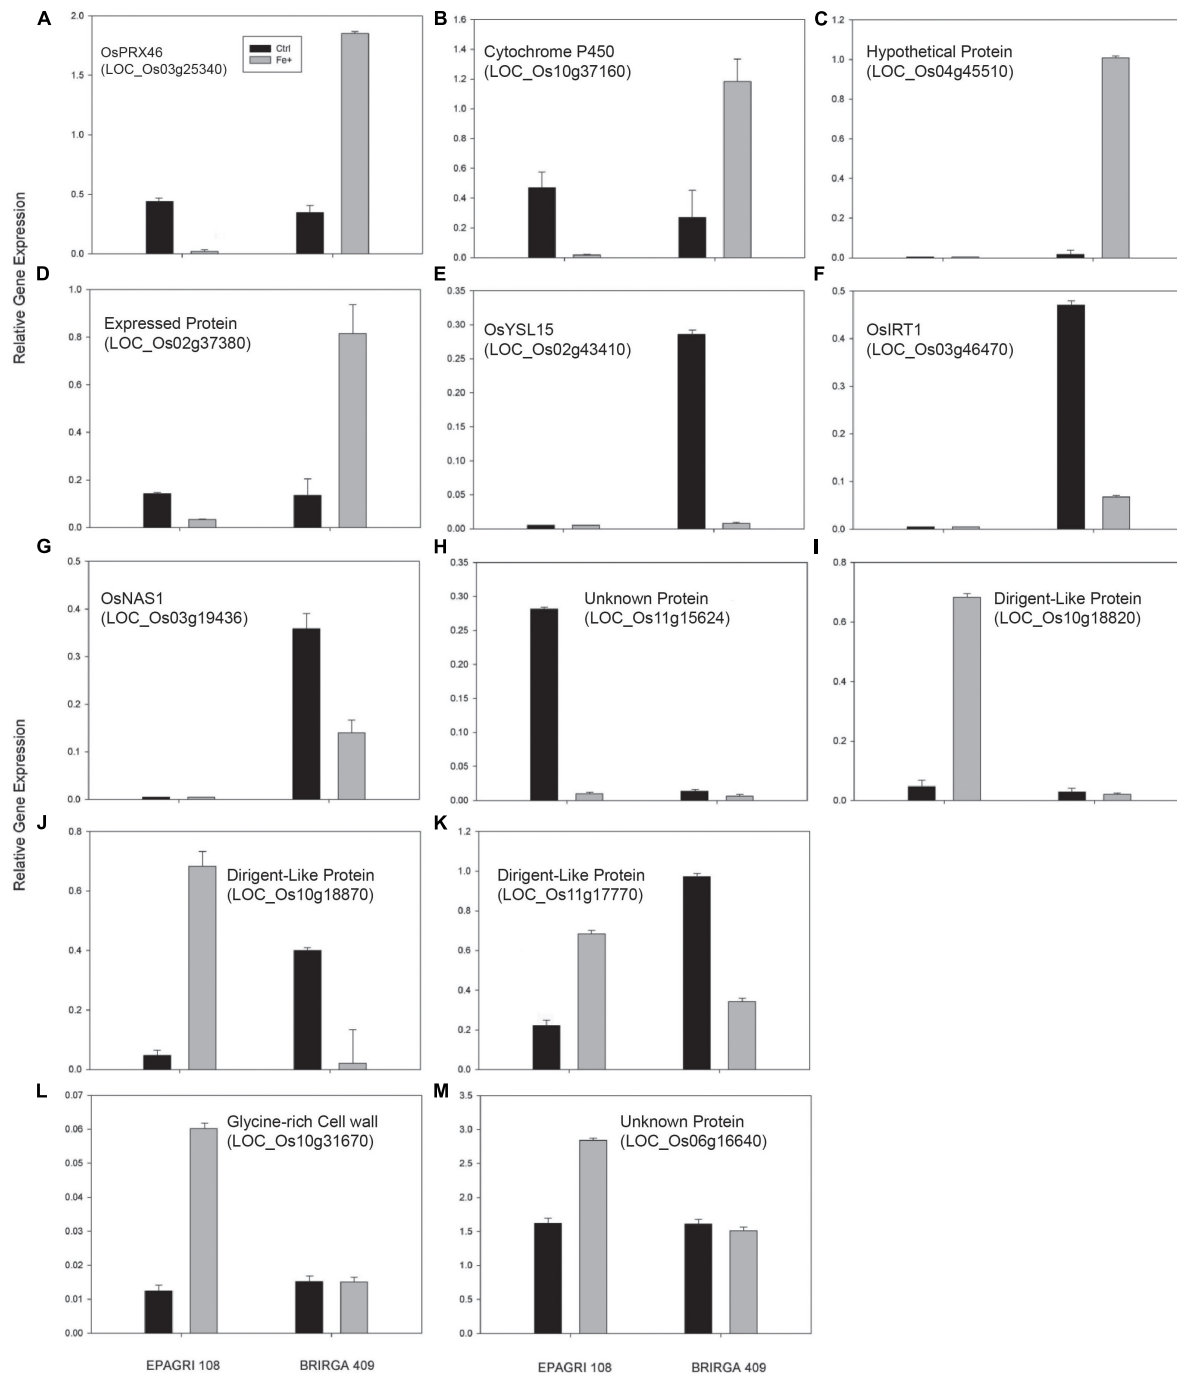 A
OsPRX46
(LOC_Os03g25340)
Ctrl
Fe+
2.0
1.5
1.0
0.5
0.0
B
Cytochrome P450
(LOC_Os10g37160)
1.6
1.4
1.2
1.0
0.8
0.6
0.4
0.2
0.0
C
Hypothetical Protein
(LOC_Os04g45510)
1.2
1.0
0.8
0.6
0.4
0.2
0.0
Relative Gene Expression
D
Expressed Protein
(LOC_Os02g37380)
1.0
0.8
0.6
0.4
0.2
0.0
E
OsYSL15
(LOC_Os02g43410)
0.35
0.30
0.25
0.20
0.15
0.10
0.05
0.00
F
OsIRT1
(LOC_Os03g46470)
0.5
0.4
0.3
0.2
0.1
0.0
G
OsNAS1
(LOC_Os03g19436)
0.5
0.4
0.3
0.2
0.1
0.0
H
Unknown Protein
(LOC_Os11g15624)
0.35
0.30
0.25
0.20
0.15
0.10
0.05
0.00
I
Dirigent-Like Protein
(LOC_Os10g18820)
0.8
0.6
0.4
0.2
0.0
Relative Gene Expression
J
Dirigent-Like Protein
(LOC_Os10g18870)
0.8
0.6
0.4
0.2
0.0
K
Dirigent-Like Protein
(LOC_Os11g17770)
1.2
1.0
0.8
0.6
0.4
0.2
0.0
L
Glycine-rich Cell wall
(LOC_Os10g31670)
0.07
0.06
0.05
0.04
0.03
0.02
0.01
0.00
M
Unknown Protein
(LOC_Os06g16640)
3.5
3.0
2.5
2.0
1.5
1.0
0.5
0.0
EPAGRI 108
BRIRGA 409
EPAGRI 108
BRIRGA 409